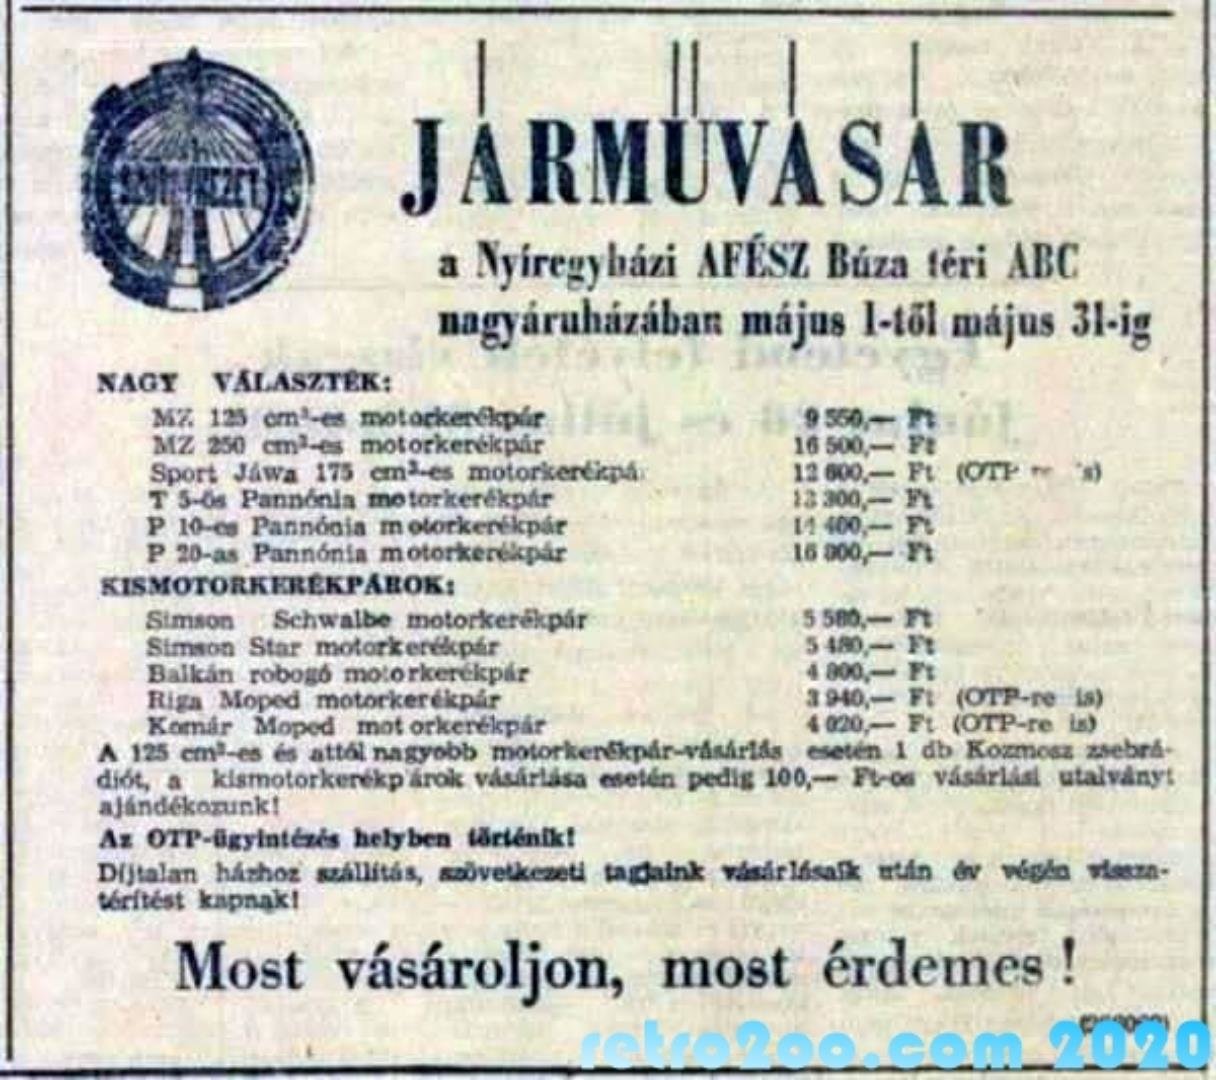 SZÖVETKEZET
JÁRMŰVÁSÁR
a Nyíregyházi ÁFÉSZ Búza téri ABC
nagyáruházában május 1-től május 31-ig
NAGY VÁLASZTÉK:
MZ 125 cm³-es motorkerékpár 9 550,— Ft
MZ 250 cm³-es motorkerékpár 16 500,— Ft
Sport Jáwa 175 cm³-es motorkerékpá 12 600,— Ft (OTP-re is)
T 5-ös Pannónia motorkerékpár 13 300,— Ft
P 10-es Pannónia motorkerékpár 14 400,— Ft
P 20-as Pannónia motorkerékpár 16 800,— Ft
KISMOTORKERÉKPÁROK:
Simson Schwalbe motorkerékpár 5 580,— Ft
Simson Star motorkerékpár 5 480,— Ft
Balkán robogó motorkerékpár 4 800,— Ft
Riga Moped motorkerékpár 3 940,— Ft (OTP-re is)
Komár Moped motorkerékpár 4 020,— Ft (OTP-re is)
A 125 cm³-es és attól nagyobb motorkerékpár-vásárlás esetén 1 db Kozmosz zsebrá-
diót, a kismotorkerékpárok vásárlása esetén pedig 100,— Ft-os vásárlási utalványt
ajándékozunk!
Az OTP-ügyintézés helyben történik!
Díjtalan házhoz szállítás, szövetkezeti tagjaink vásárlásaik után év végén vissza-
térítést kapnak!
Most vásároljon, most érdemes!
retro2oo.com 2020